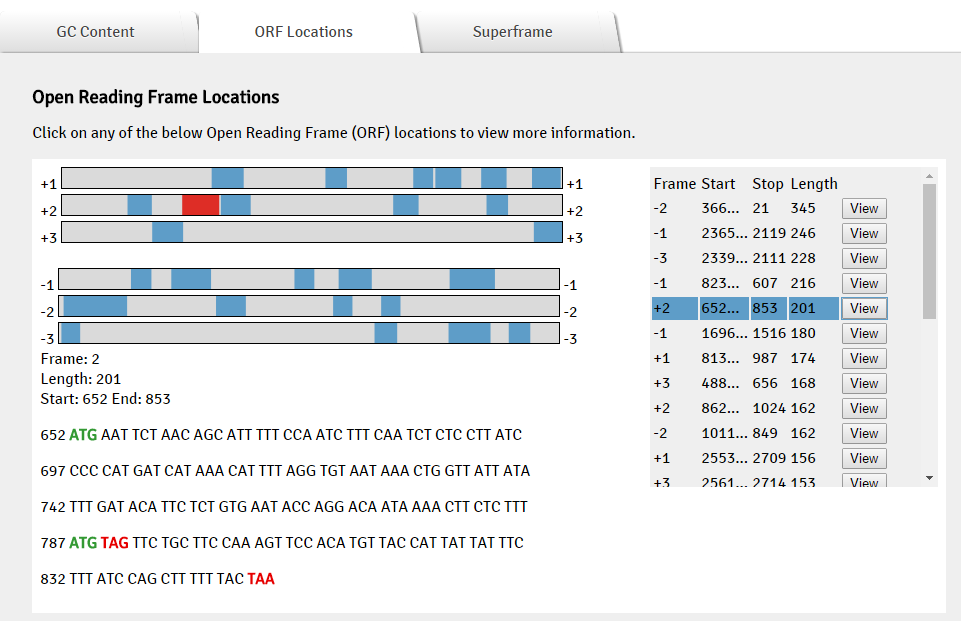 GC Content
ORF Locations
Superframe
Open Reading Frame Locations
Click on any of the below Open Reading Frame (ORF) locations to view more information.
+1 +1
+2 +2
+3 +3
-1 -1
-2 -2
-3 -3
Frame: 2
Length: 201
Start: 652 End: 853
652 ATG AAT TCT AAC AGC ATT TTT CCA ATC TTT CAA TCT CTC CTT ATC
697 CCC CAT GAT CAT AAA CAT TTT AGG TGT AAT AAA CTG GTT ATT ATA
742 TTT GAT ACA TTC TCT GTG AAT ACC AGG ACA ATA AAA CTT CTC TTT
787 ATG TAG TTC TGC TTC CAA AGT TCC ACA TGT TAC CAT TAT TAT TTC
832 TTT ATC CAG CTT TTT TAC TAA
Frame Start Stop Length
-2 366... 21 345 View
-1 2365... 2119 246 View
-3 2339... 2111 228 View
-1 823... 607 216 View
+2 652... 853 201 View
-1 1696... 1516 180 View
+1 813... 987 174 View
+3 488... 656 168 View
+2 862... 1024 162 View
-2 1011... 849 162 View
+1 2553... 2709 156 View
+3 2561... 2714 153 View